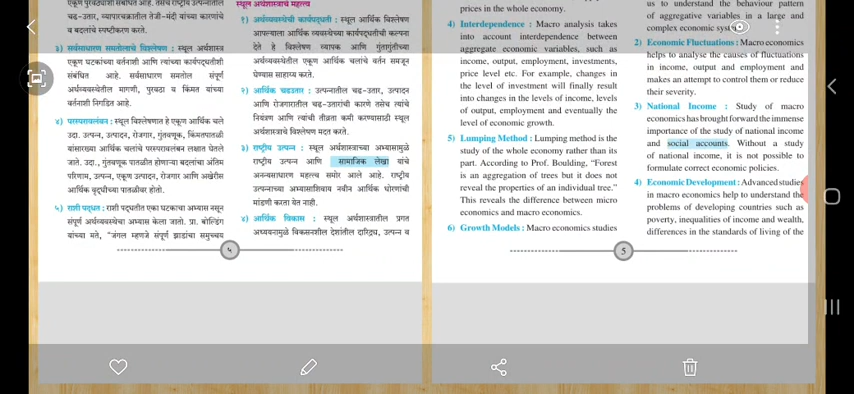 एकूण पुरवठ्याशी संबंधित आहे. तसेच राष्ट्रीय उत्पन्नातील
चढ-उतार, व्यापारचक्रातील तेजी-मंदी यांच्या कारणांचे
व बदलांचे स्पष्टीकरण करते.
३) सर्वसाधारण समतोलाचे विश्लेषण : स्थूल अर्थशास्त्र
एकूण घटकांच्या वर्तनाशी आणि त्यांच्या कार्यपद्धतीशी
संबंधित आहे. सर्वसाधारण समतोल संपूर्ण
अर्थव्यवस्थेतील मागणी, पुरवठा व किंमत यांच्या
वर्तनाशी निगडित आहे.
४) परस्परावलंबन : स्थूल विश्लेषणात हे एकूण आर्थिक चले
उदा. उत्पन्न, उत्पादन, रोजगार, गुंतवणूक, किंमतपातळी
यांसारख्या आर्थिक चलांचे परस्परावलंबन लक्षात घेतले
जाते. उदा., गुंतवणूक पातळीत होणाऱ्या बदलांचा अंतिम
परिणाम, उत्पन्न, एकूण उत्पादन, रोजगार आणि अखेरीस
आर्थिक वृद्धीच्या पातळीवर होतो.
५) राशी पद्धत : राशी पद्धतीत एका घटकाचा अभ्यास नसून
संपूर्ण अर्थव्यवस्थेचा अभ्यास केला जातो. प्रा. बोल्डिंग
यांच्या मते, “जंगल म्हणजे संपूर्ण झाडांचा समुच्चय
स्थूल अर्थशास्त्राचे महत्त्व
१) अर्थव्यवस्थेची कार्यपद्धती : स्थूल आर्थिक विश्लेषण
आपल्याला आर्थिक व्यवस्थेच्या कार्यपद्धतीची कल्पना
देते हे विश्लेषण व्यापक आणि गुंतागुंतीच्या
अर्थव्यवस्थेतील एकूण आर्थिक चलांचे वर्तन समजून
घेण्यास साहाय्य करते.
२) आर्थिक चढउतार : उत्पन्नातील चढ-उतार, उत्पादन
आणि रोजगारातील चढ-उतारांची कारणे तसेच त्यांचे
नियंत्रण आणि त्यांची तीव्रता कमी करण्यासाठी स्थूल
अर्थशास्त्राचे विश्लेषण मदत करते.
३) राष्ट्रीय उत्पन्न : स्थूल अर्थशास्त्राच्या अभ्यासामुळे
राष्ट्रीय उत्पन्न आणि सामाजिक लेखा यांचे
अनन्यसाधारण महत्त्व समोर आले आहे. राष्ट्रीय
उत्पन्नाच्या अभ्यासाशिवाय नवीन आर्थिक धोरणांची
मांडणी करता येत नाही.
४) आर्थिक विकास : स्थूल अर्थशास्त्रातील प्रगत
अध्ययनामुळे विकसनशील देशांतील दारिद्र्य, उत्पन्न व
५
prices in the whole economy.
4) Interdependence : Macro analysis takes
into account interdependence between
aggregate economic variables, such as
income, output, employment, investments,
price level etc. For example, changes in
the level of investment will finally result
into changes in the levels of income, levels
of output, employment and eventually the
level of economic growth.
5) Lumping Method : Lumping method is the
study of the whole economy rather than its
part. According to Prof. Boulding, “Forest
is an aggregation of trees but it does not
reveal the properties of an individual tree.”
This reveals the difference between micro
economics and macro economics.
6) Growth Models : Macro economics studies
us to understand the behaviour pattern
of aggregative variables in a large and
complex economic
2) Economic Fluctuations : Macro economics
helps to analyse the causes of fluctuations
in income, output and employment and
makes an attempt to control them or reduce
their severity.
3) National Income : Study of macro
economics has brought forward the immense
importance of the study of national income
and social accounts. Without a study
of national income, it is not possible to
formulate correct economic policies.
4) Economic Development : Advanced studies
in macro economics help to understand the
problems of developing countries such as
poverty, inequalities of income and wealth,
differences in the standards of living of the
5